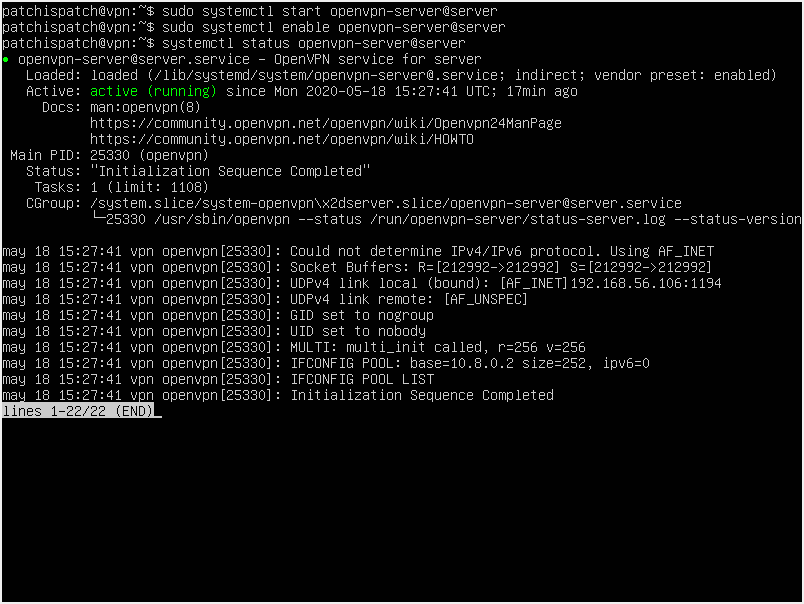 patchispatch@vpn:~$ sudo systemctl start openvpn-server@server
patchispatch@vpn:~$ sudo systemctl enable openvpn-server@server
patchispatch@vpn:~$ systemctl status openvpn-server@server
● openvpn-server@server.service - OpenVPN service for server
   Loaded: loaded (/lib/systemd/system/openvpn-server@.service; indirect; vendor preset: enabled)
   Active: active (running) since Mon 2020-05-18 15:27:41 UTC; 17min ago
     Docs: man:openvpn(8)
           https://community.openvpn.net/openvpn/wiki/Openvpn24ManPage
           https://community.openvpn.net/openvpn/wiki/HOWTO
 Main PID: 25330 (openvpn)
   Status: "Initialization Sequence Completed"
    Tasks: 1 (limit: 1108)
   CGroup: /system.slice/system-openvpn\x2dserver.slice/openvpn-server@server.service
           └─25330 /usr/sbin/openvpn --status /run/openvpn-server/status-server.log --status-version

may 18 15:27:41 vpn openvpn[25330]: Could not determine IPv4/IPv6 protocol. Using AF_INET
may 18 15:27:41 vpn openvpn[25330]: Socket Buffers: R=[212992->212992] S=[212992->212992]
may 18 15:27:41 vpn openvpn[25330]: UDPv4 link local (bound): [AF_INET]192.168.56.106:1194
may 18 15:27:41 vpn openvpn[25330]: UDPv4 link remote: [AF_UNSPEC]
may 18 15:27:41 vpn openvpn[25330]: GID set to nogroup
may 18 15:27:41 vpn openvpn[25330]: UID set to nobody
may 18 15:27:41 vpn openvpn[25330]: MULTI: multi_init called, r=256 v=256
may 18 15:27:41 vpn openvpn[25330]: IFCONFIG POOL: base=10.8.0.2 size=252, ipv6=0
may 18 15:27:41 vpn openvpn[25330]: IFCONFIG POOL LIST
may 18 15:27:41 vpn openvpn[25330]: Initialization Sequence Completed
lines 1-22/22 (END)